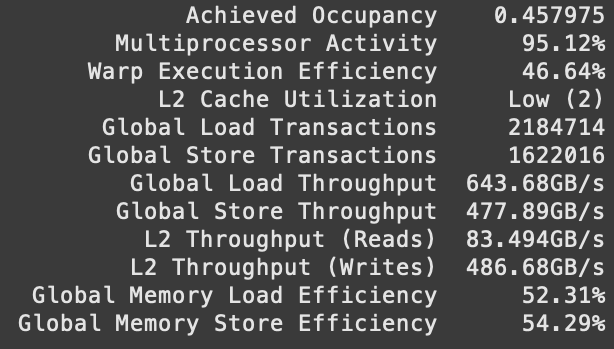 Achieved Occupancy 0.457975
Multiprocessor Activity 95.12%
Warp Execution Efficiency 46.64%
L2 Cache Utilization Low (2)
Global Load Transactions 2184714
Global Store Transactions 1622016
Global Load Throughput 643.68GB/s
Global Store Throughput 477.89GB/s
L2 Throughput (Reads) 83.494GB/s
L2 Throughput (Writes) 486.68GB/s
Global Memory Load Efficiency 52.31%
Global Memory Store Efficiency 54.29%